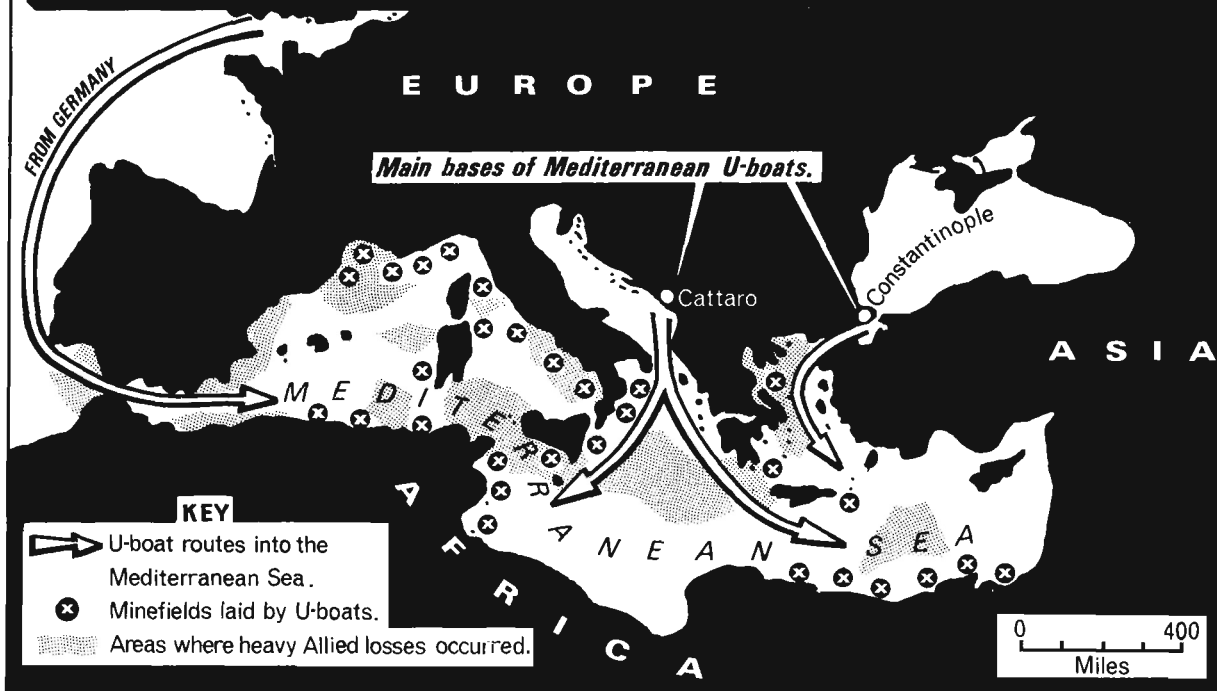 EUROPE
FROM GERMANY
Main bases of Mediterranean U-boats.
Constantinople
Cattaro
ASIA
MEDITERRANEAN SEA
AFRICA
KEY
U-boat routes into the
Mediterranean Sea.
Minefields laid by U-boats.
Areas where heavy Allied losses occurred.
0 400
Miles